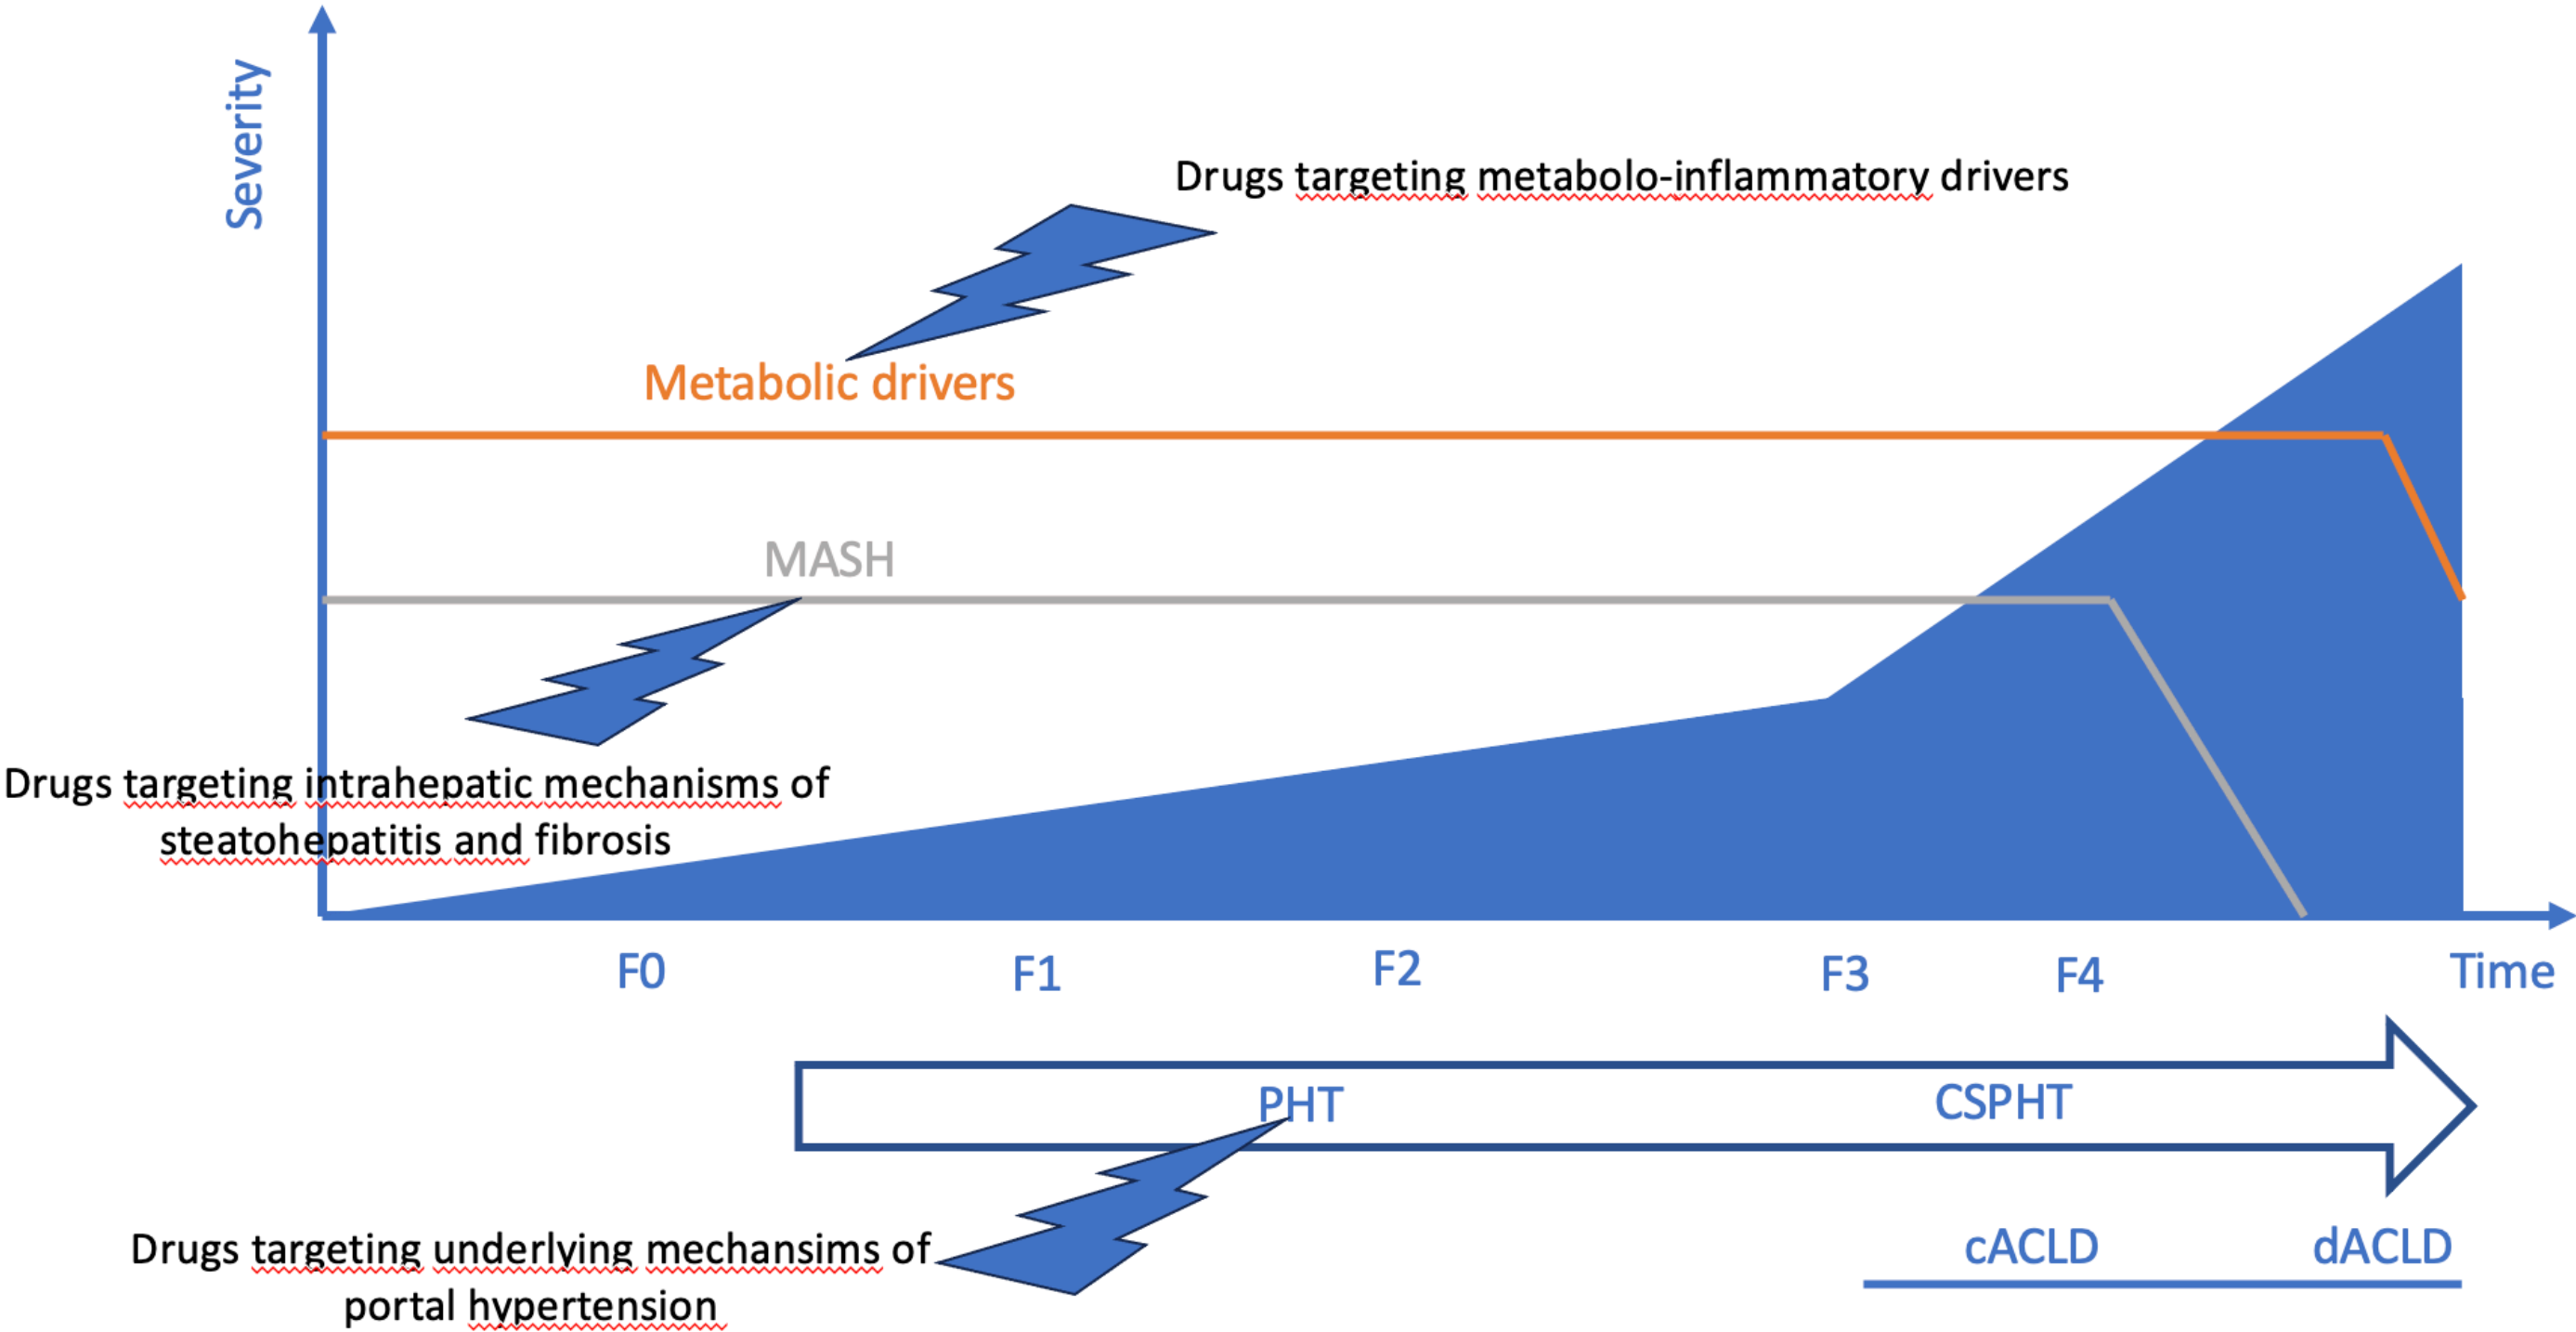 Severity
Drugs targeting metabolo-inflammatory drivers
Metabolic drivers
MASH
Drugs targeting intrahepatic mechanisms of
steatohepatitis and fibrosis
F0
F1
F2
F3
F4
Time
PHT
CSPHT
Drugs targeting underlying mechansims of
portal hypertension
cACLD
dACLD